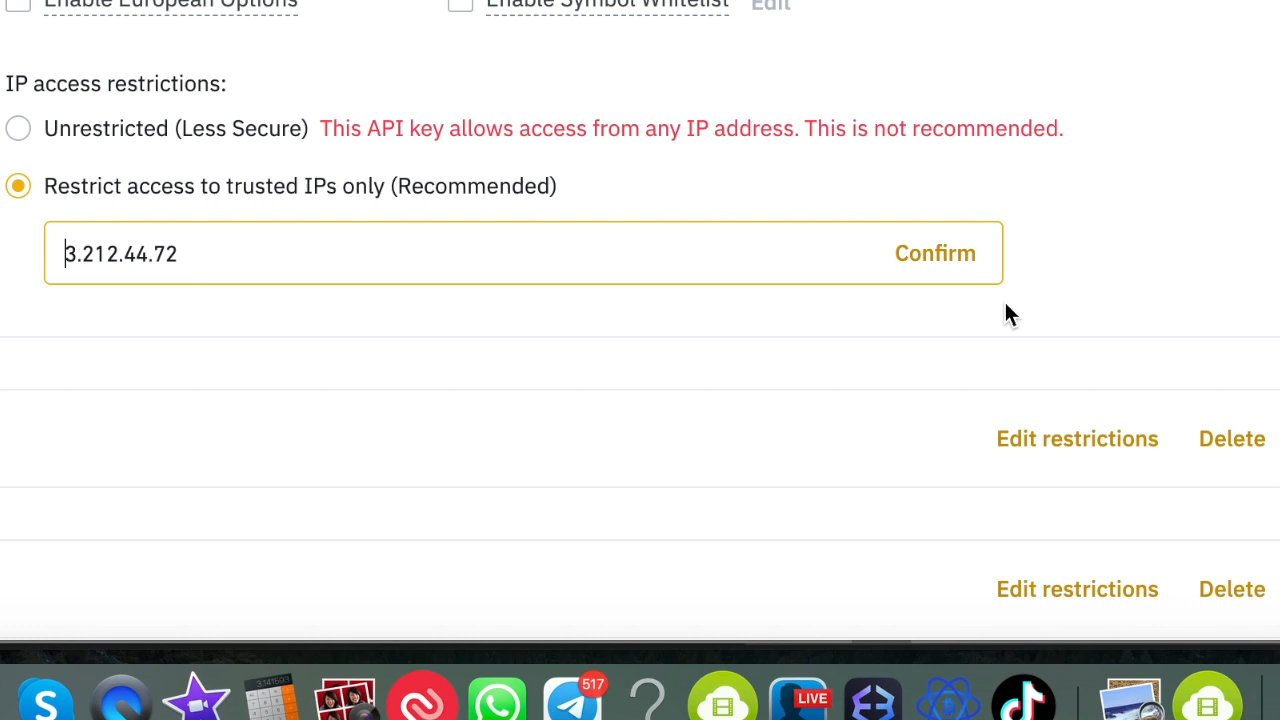 Enable European Options Enable Symbol Whitelist Edit
IP access restrictions:
Unrestricted (Less Secure) This API key allows access from any IP address. This is not recommended.
Restrict access to trusted IPs only (Recommended)
3.212.44.72 Confirm
Edit restrictions Delete
Edit restrictions Delete
3.141593
517
LIVE